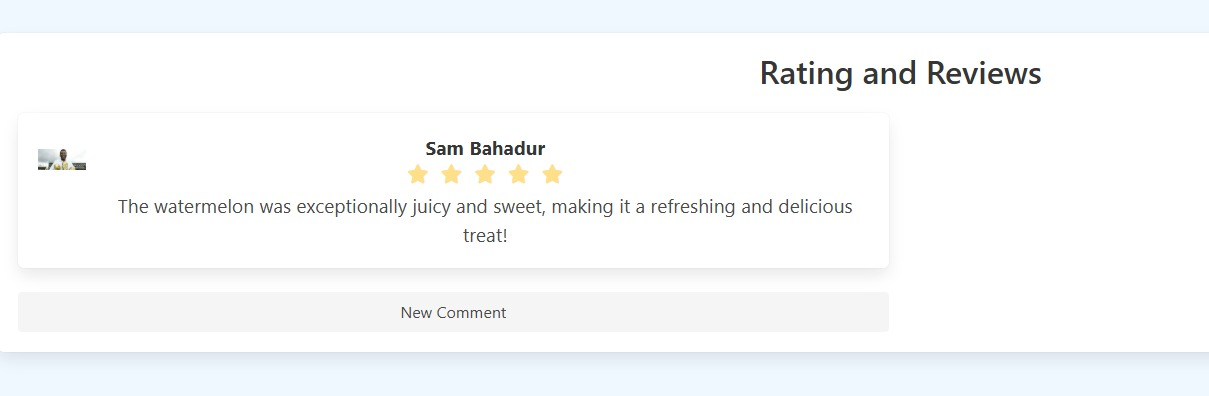 Rating and Reviews
Sam Bahadur
The watermelon was exceptionally juicy and sweet, making it a refreshing and delicious
treat!
New Comment